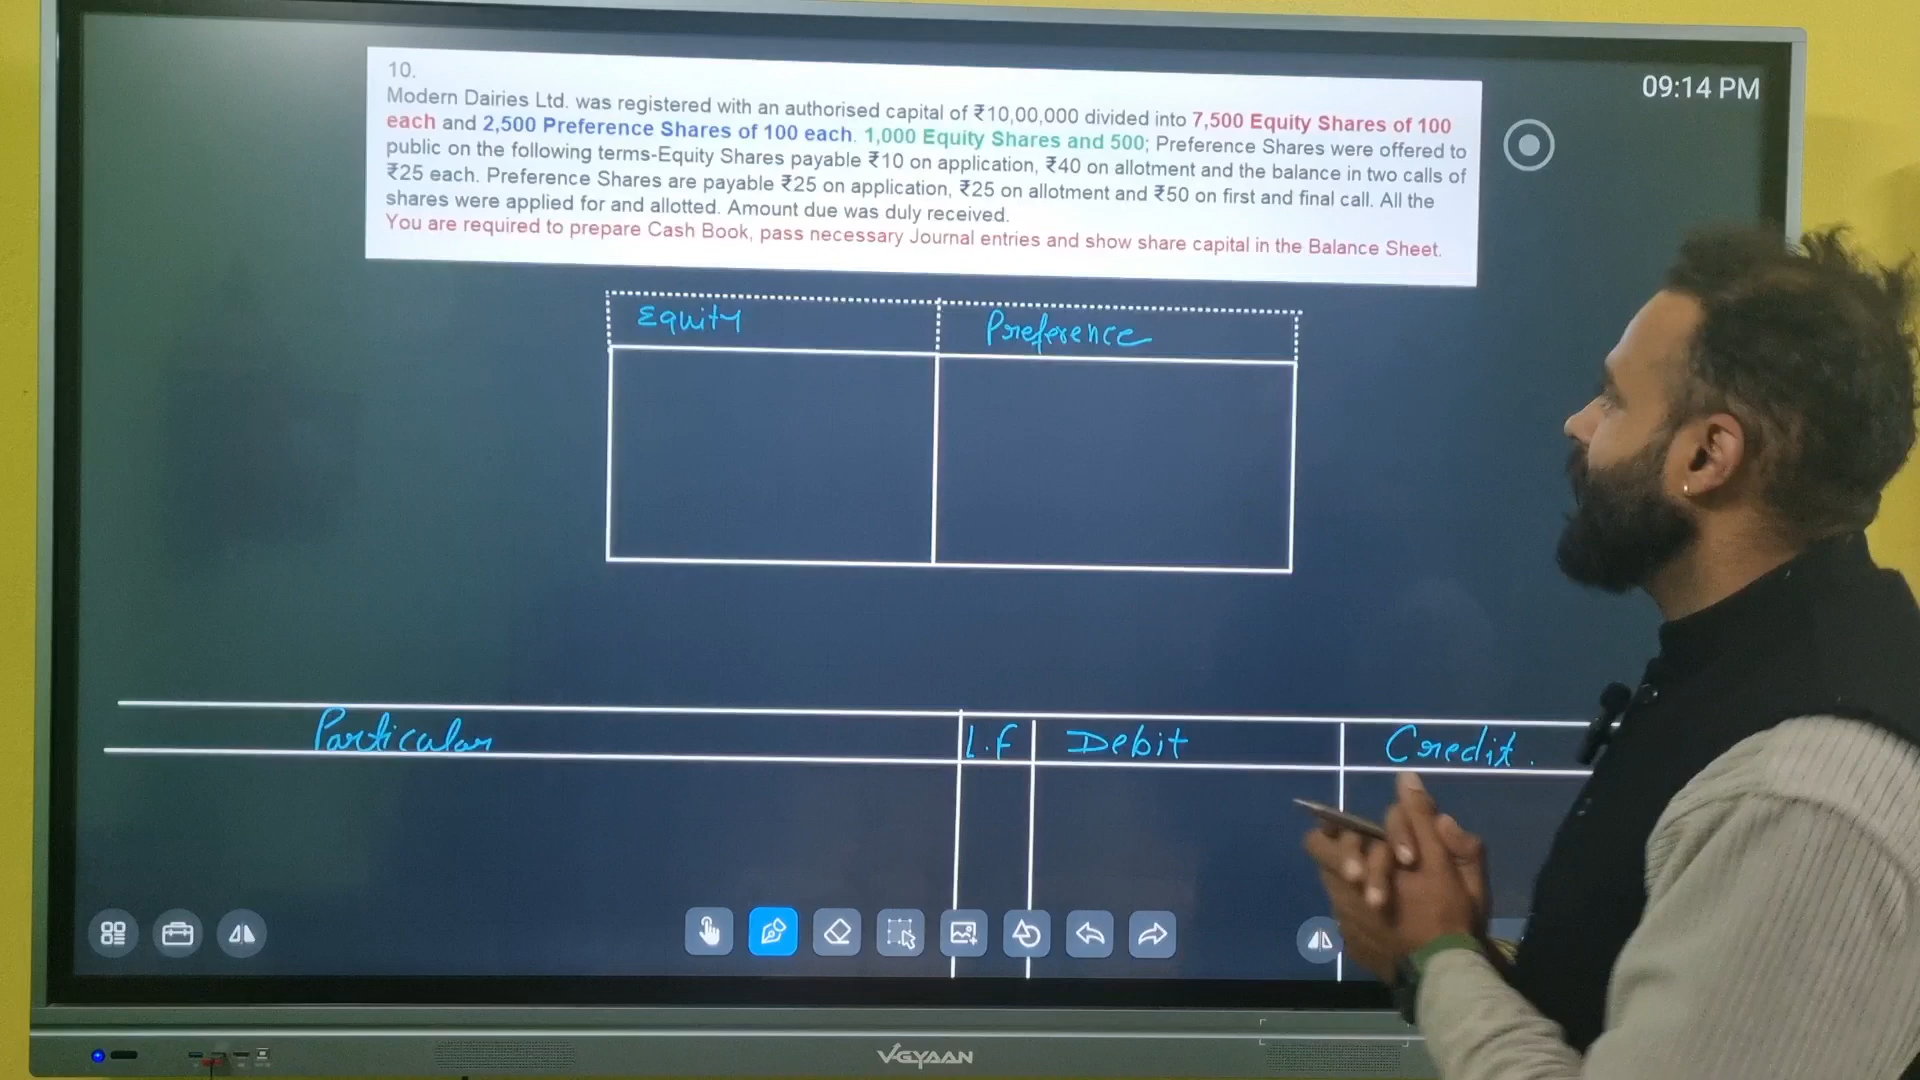 09:14 PM
10.
Modern Dairies Ltd. was registered with an authorised capital of ₹10,00,000 divided into 7,500 Equity Shares of 100
each and 2,500 Preference Shares of 100 each. 1,000 Equity Shares and 500; Preference Shares were offered to
public on the following terms-Equity Shares payable ₹10 on application, ₹40 on allotment and the balance in two calls of
₹25 each. Preference Shares are payable ₹25 on application, ₹25 on allotment and ₹50 on first and final call. All the
shares were applied for and allotted. Amount due was duly received.
You are required to prepare Cash Book, pass necessary Journal entries and show share capital in the Balance Sheet.
Equity Preference
Particular L.F Debit Credit.
VGYAAN